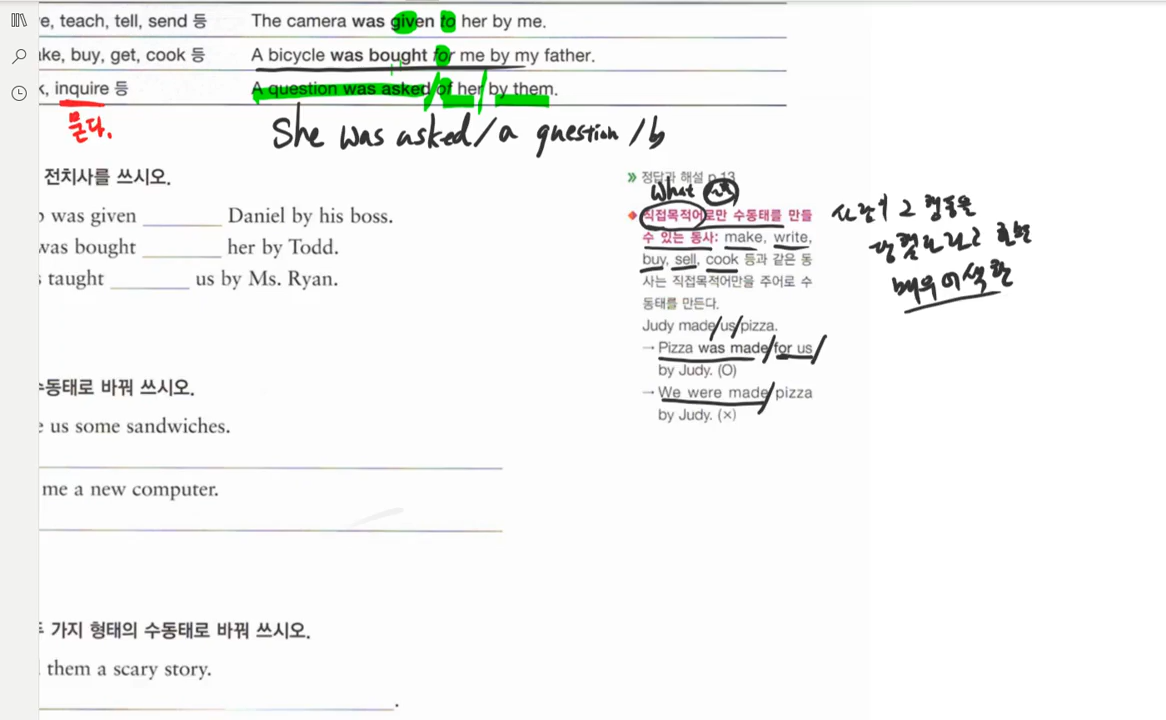 e, teach, tell, send 등 The camera was given to her by me.
ke, buy, get, cook 등 A bicycle was bought for me by my father.
, inquire 등 A question was asked of her by them.
묻다.
She was asked / a question / b
전치사를 쓰시오.
» 정답과 해설 p.13
What
was given ________ Daniel by his boss.
was bought ________ her by Todd.
taught ________ us by Ms. Ryan.
직접목적어로만 수동태를 만들
수 있는 동사: make, write,
buy, sell, cook 등과 같은 동
사는 직접목적어만을 주어로 수
동태를 만든다.
Judy made/us/pizza.
→ Pizza was made/for us/
by Judy. (O)
→ We were made/pizza
by Judy. (×)
그 행동을
배우 어색함
수동태로 바꿔 쓰시오.
us some sandwiches.
me a new computer.
가지 형태의 수동태로 바꿔 쓰시오.
them a scary story.